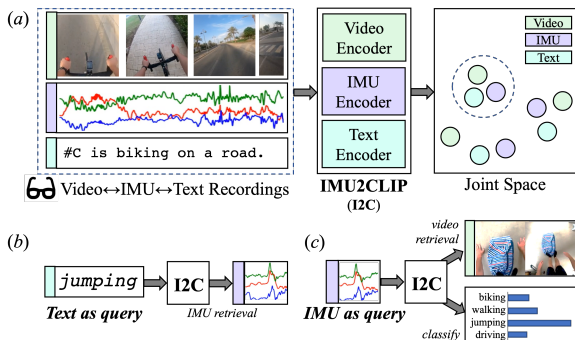 (a)
Video Encoder
IMU Encoder
Text Encoder
#C is biking on a road.
Video↔IMU↔Text Recordings
IMU2CLIP
(I2C)
Video
IMU
Text
Joint Space
(b)
jumping
Text as query
I2C
IMU retrieval
(c)
IMU as query
I2C
video retrieval
classify
biking
walking
jumping
driving